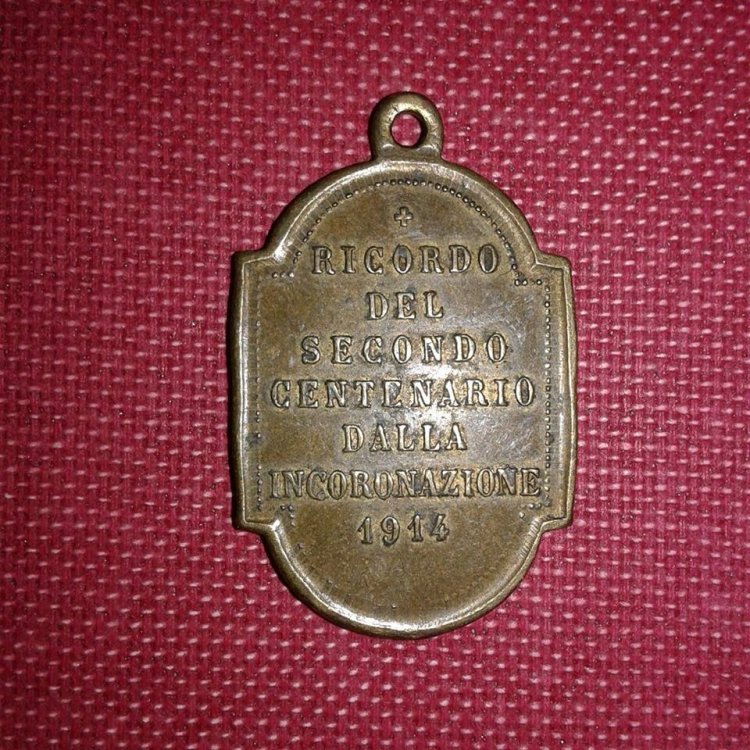 RICORDO
DEL
SECONDO
CENTENARIO
DALLA
INCORONAZIONE
1914